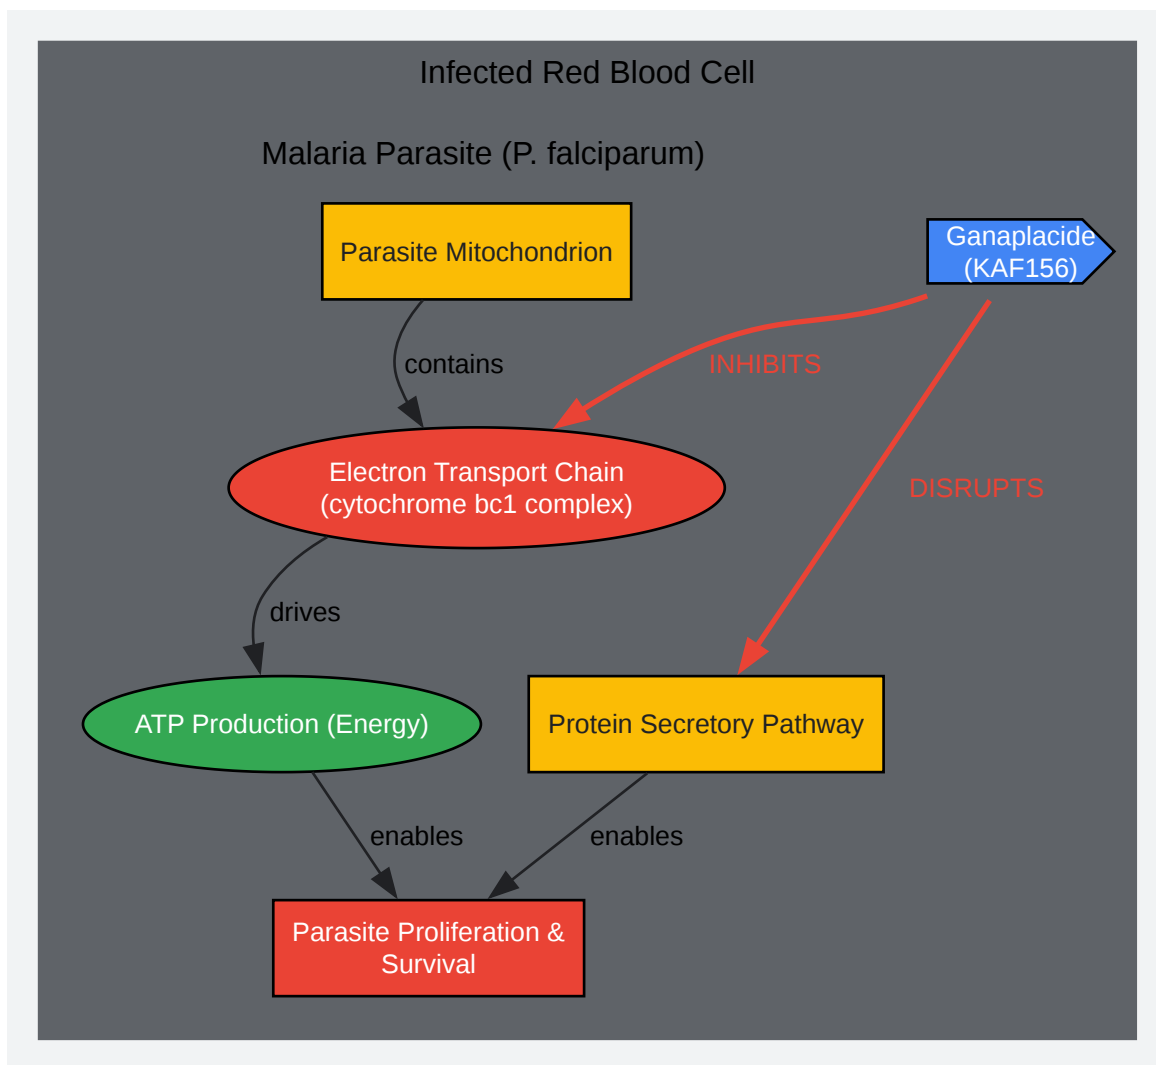 Infected Red Blood Cell
Malaria Parasite (P. falciparum)
Parasite Mitochondrion
Ganaplacide
(KAF156)
contains
INHIBITS
Electron Transport Chain
(cytochrome bc1 complex)
DISRUPTS
drives
ATP Production (Energy)
Protein Secretory Pathway
enables
enables
Parasite Proliferation &
Survival